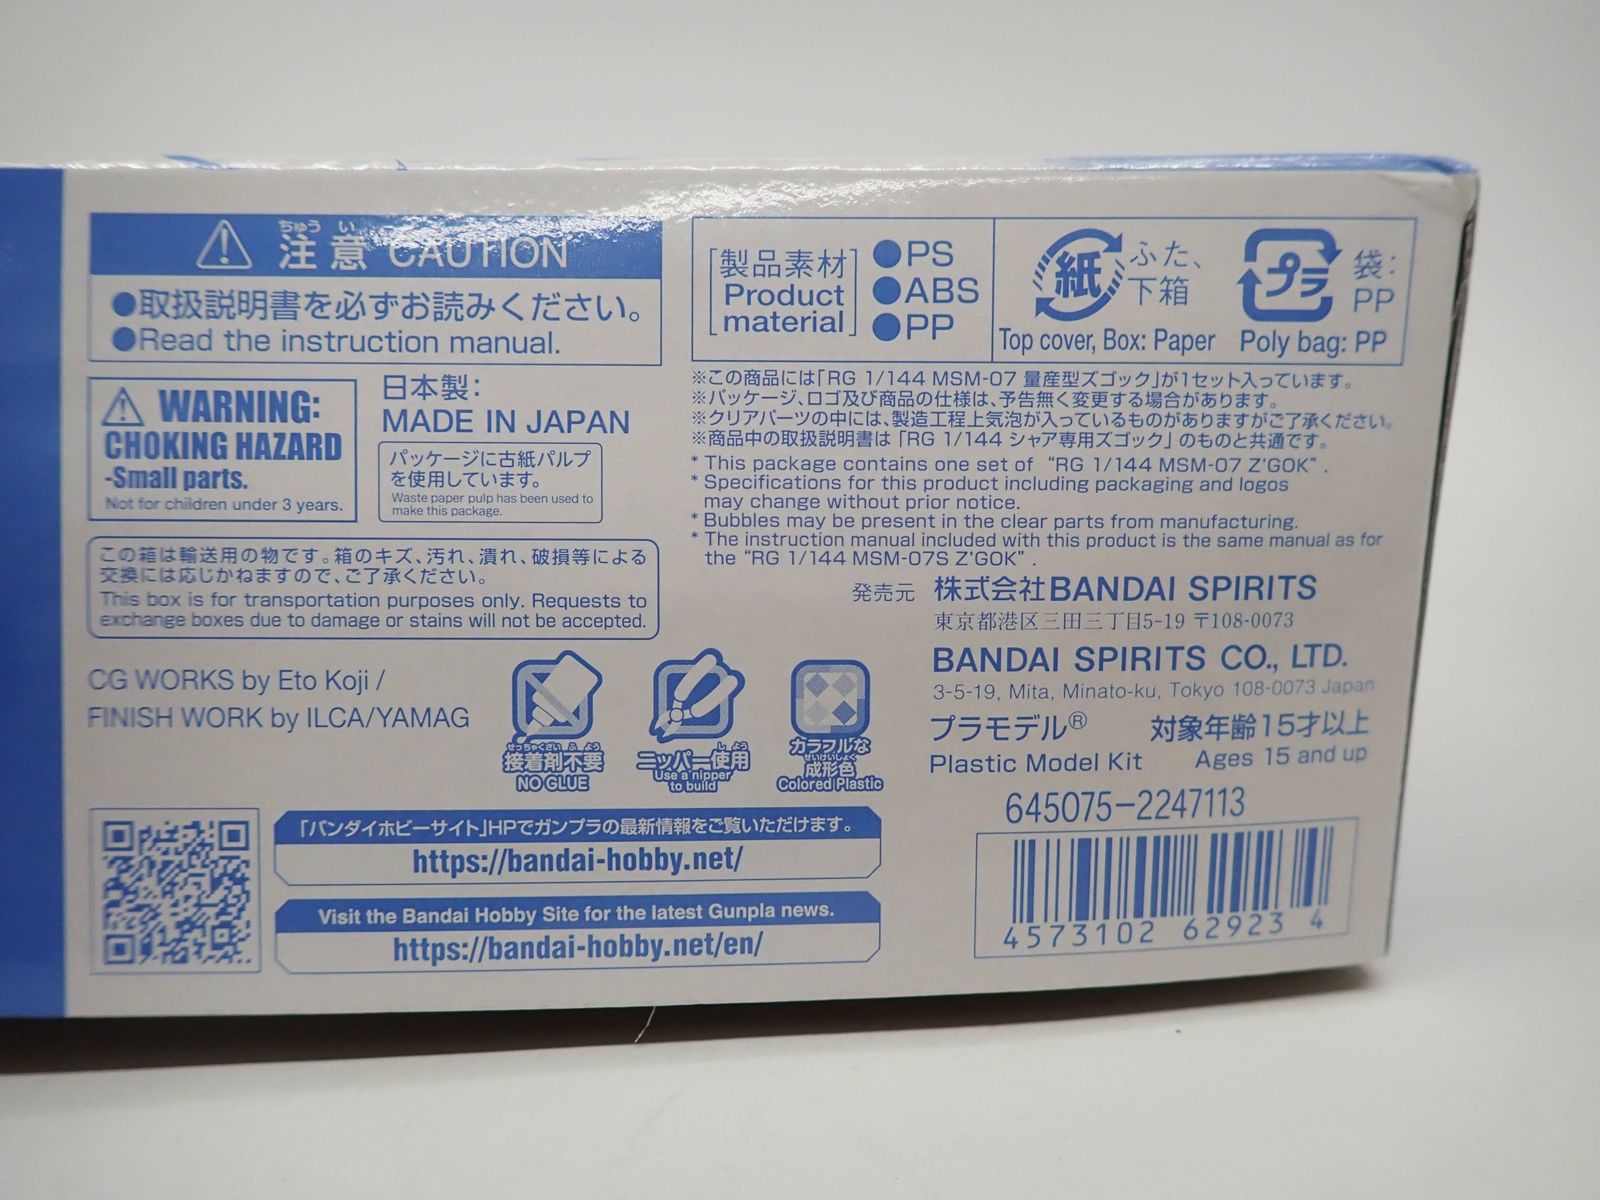 ちゅう い
注意 CAUTION
●取扱説明書を必ずお読みください。
●Read the instruction manual.
WARNING:
CHOKING HAZARD
-Small parts.
Not for children under 3 years.
日本製:
MADE IN JAPAN
パッケージに古紙パルプ
を使用しています。
Waste paper pulp has been used to
make this package.
この箱は輸送用の物です。箱のキズ、汚れ、潰れ、破損等による
交換には応じかねますので、ご了承ください。
This box is for transportation purposes only. Requests to
exchange boxes due to damage or stains will not be accepted.
CG WORKS by Eto Koji /
FINISH WORK by ILCA/YAMAG
せっちゃくざい ふ よう
接着剤不要
NO GLUE
し よう
ニッパー使用
Use a nipper
to build
カラフルな
せいけいしょく
成形色
Colored Plastic
「バンダイホビーサイト」HPでガンプラの最新情報をご覧いただけます。
https://bandai-hobby.net/
Visit the Bandai Hobby Site for the latest Gunpla news.
https://bandai-hobby.net/en/
[製品素材]
[Product
material]
●PS
●ABS
●PP
紙
ふた、
下箱
Top cover, Box: Paper
プラ
袋:
PP
Poly bag: PP
※この商品には「RG 1/144 MSM-07 量産型ズゴック」が1セット入っています。
※パッケージ、ロゴ及び商品の仕様は、予告無く変更する場合があります。
※クリアパーツの中には、製造工程上気泡が入っているものがありますがご了承ください。
※商品中の取扱説明書は「RG 1/144 シャア専用ズゴック」のものと共通です。
* This package contains one set of “RG 1/144 MSM-07 Z'GOK” .
* Specifications for this product including packaging and logos
may change without prior notice.
* Bubbles may be present in the clear parts from manufacturing.
* The instruction manual included with this product is the same manual as for
the “RG 1/144 MSM-07S Z'GOK” .
発売元 株式会社BANDAI SPIRITS
東京都港区三田三丁目5-19 〒108-0073
BANDAI SPIRITS CO., LTD.
3-5-19, Mita, Minato-ku, Tokyo 108-0073 Japan
プラモデル® 対象年齢15才以上
Plastic Model Kit Ages 15 and up
645075-2247113
4573102 62923 4